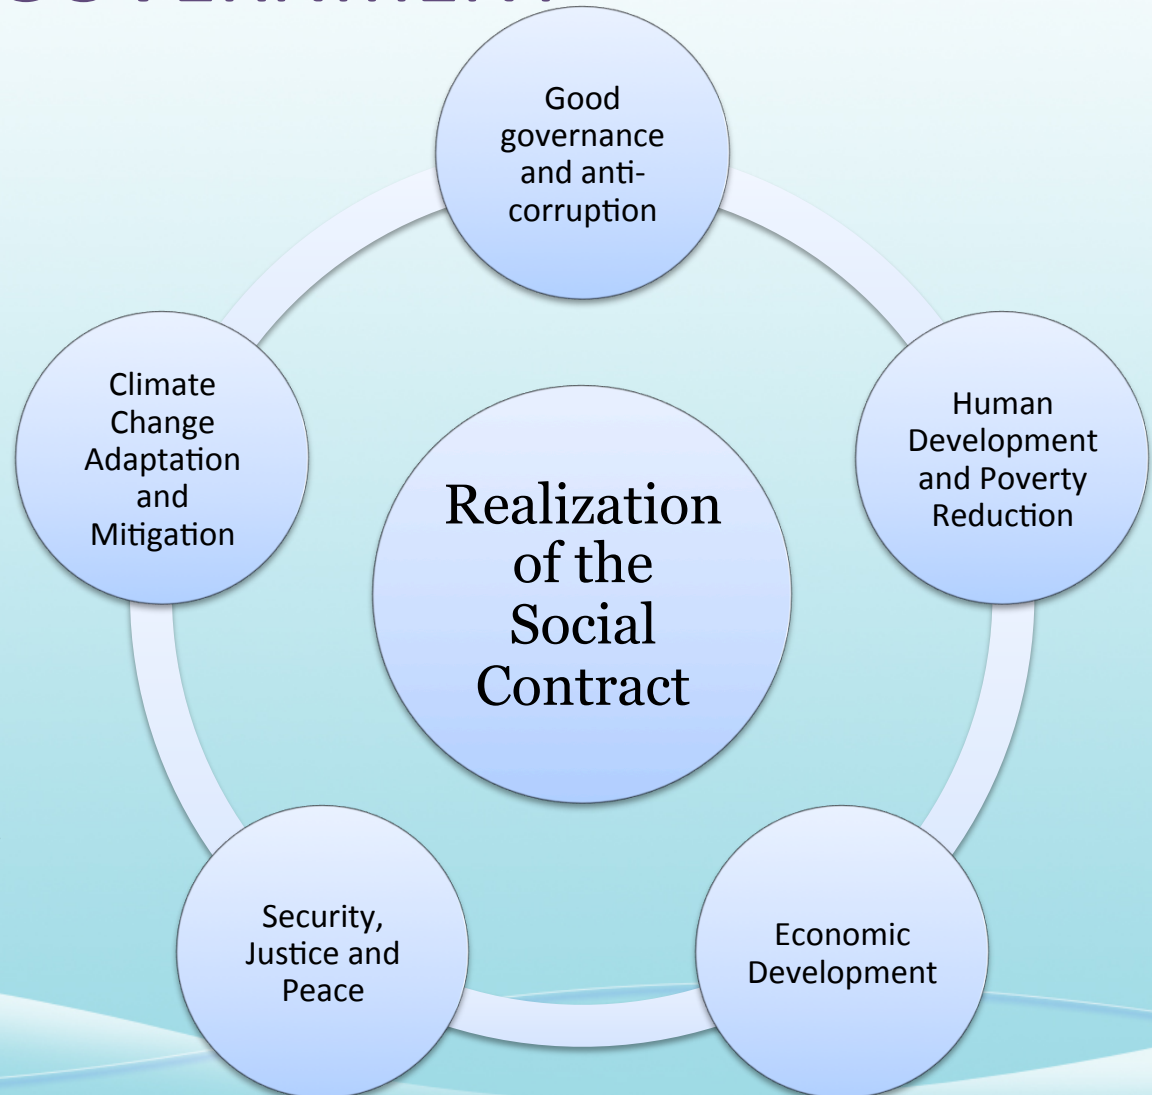 GOVERNMENT
Good
governance
and anti-
corruption
Human
Development
and Poverty
Reduction
Economic
Development
Security,
Justice and
Peace
Climate
Change
Adaptation
and
Mitigation
Realization
of the
Social
Contract